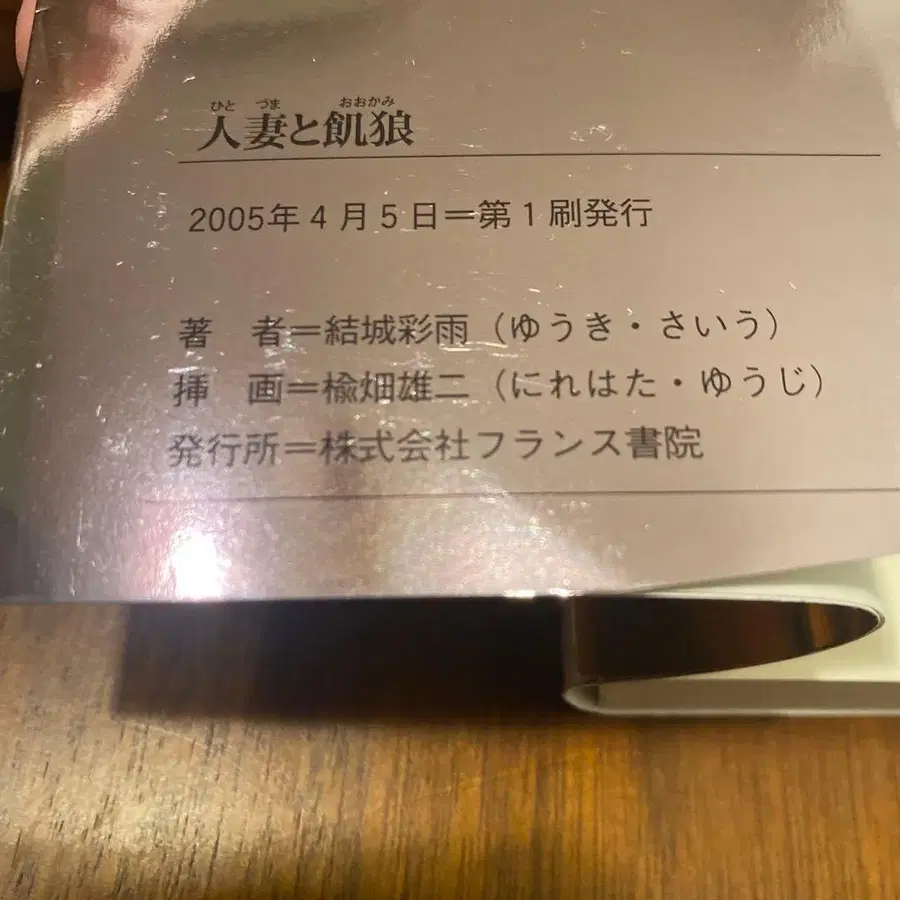 ひと づま おおかみ
人妻と飢狼
2005年4月5日＝第1刷発行
著　者＝結城彩雨（ゆうき・さいう）
挿　画＝楡畑雄二（にれはた・ゆうじ）
発行所＝株式会社フランス書院